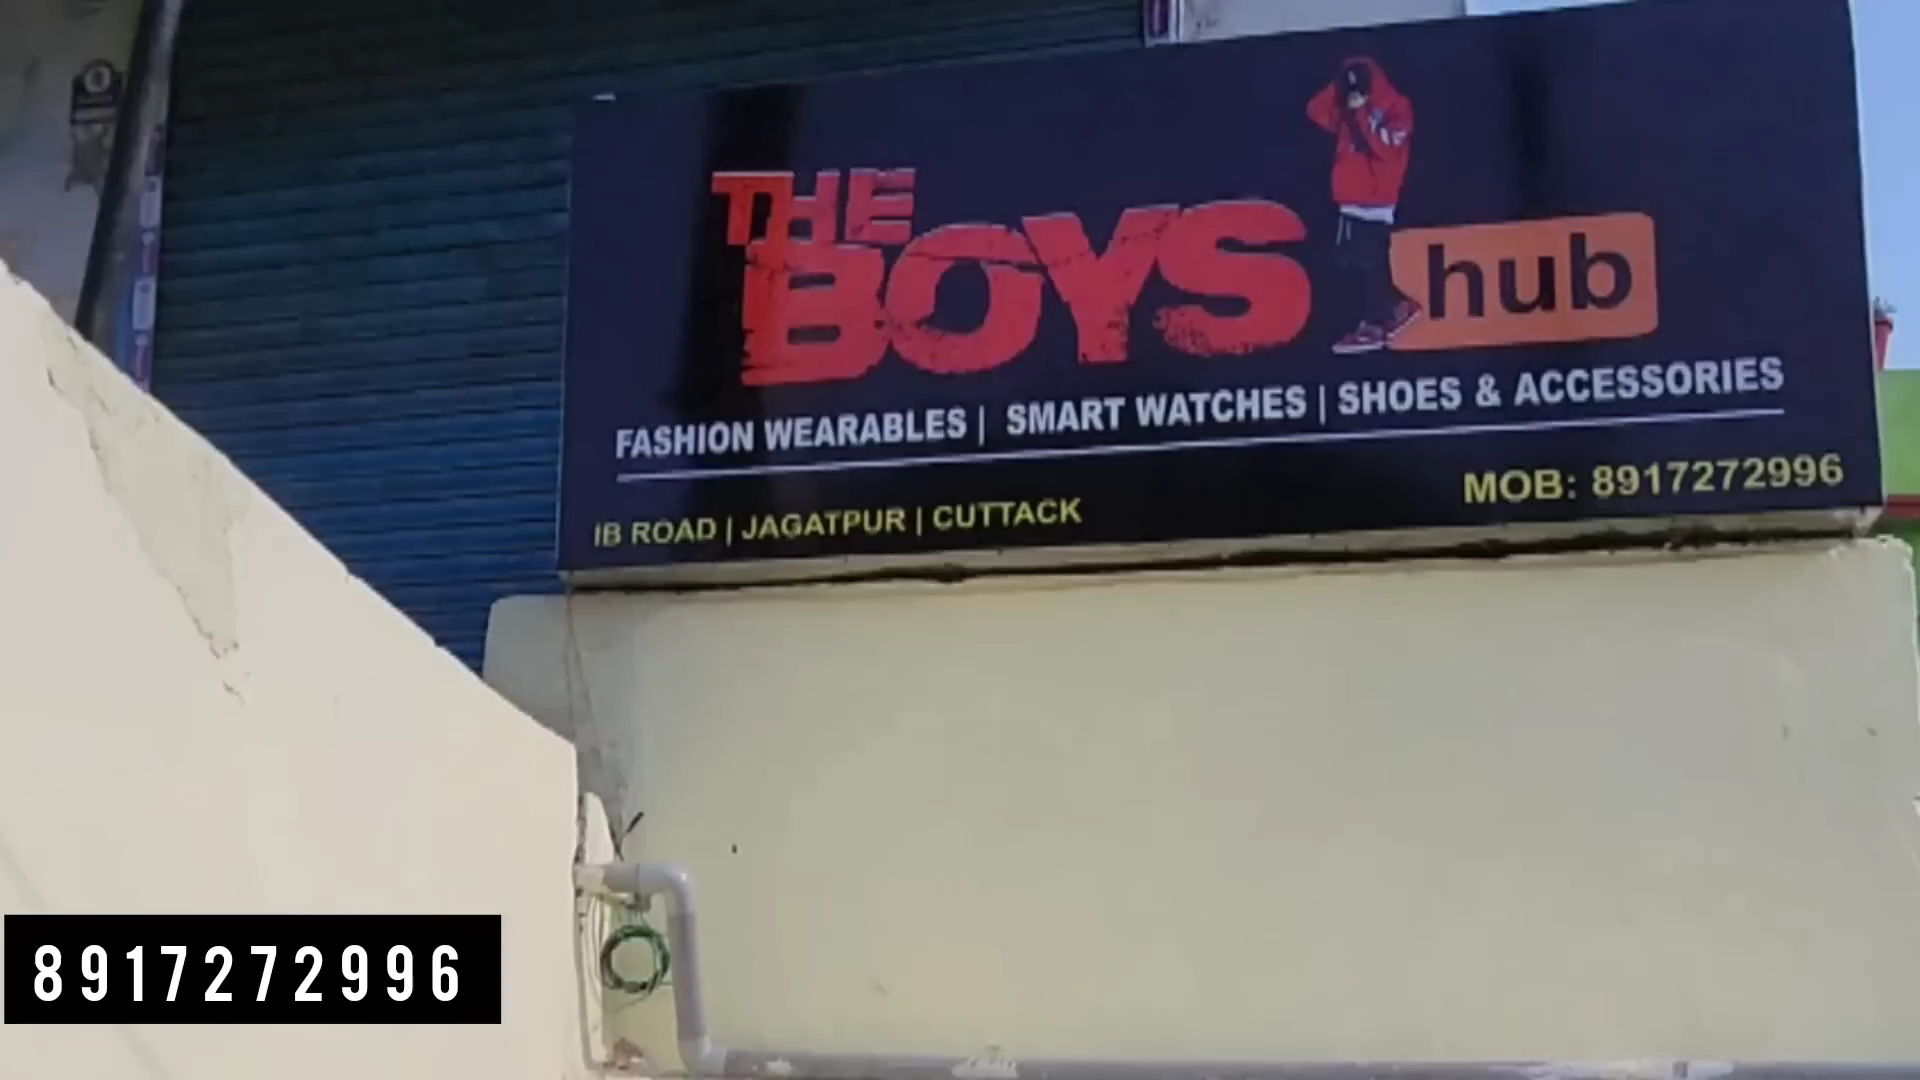 THE
BOYS hub
FASHION WEARABLES | SMART WATCHES | SHOES & ACCESSORIES
IB ROAD | JAGATPUR | CUTTACK
MOB: 8917272996
8917272996